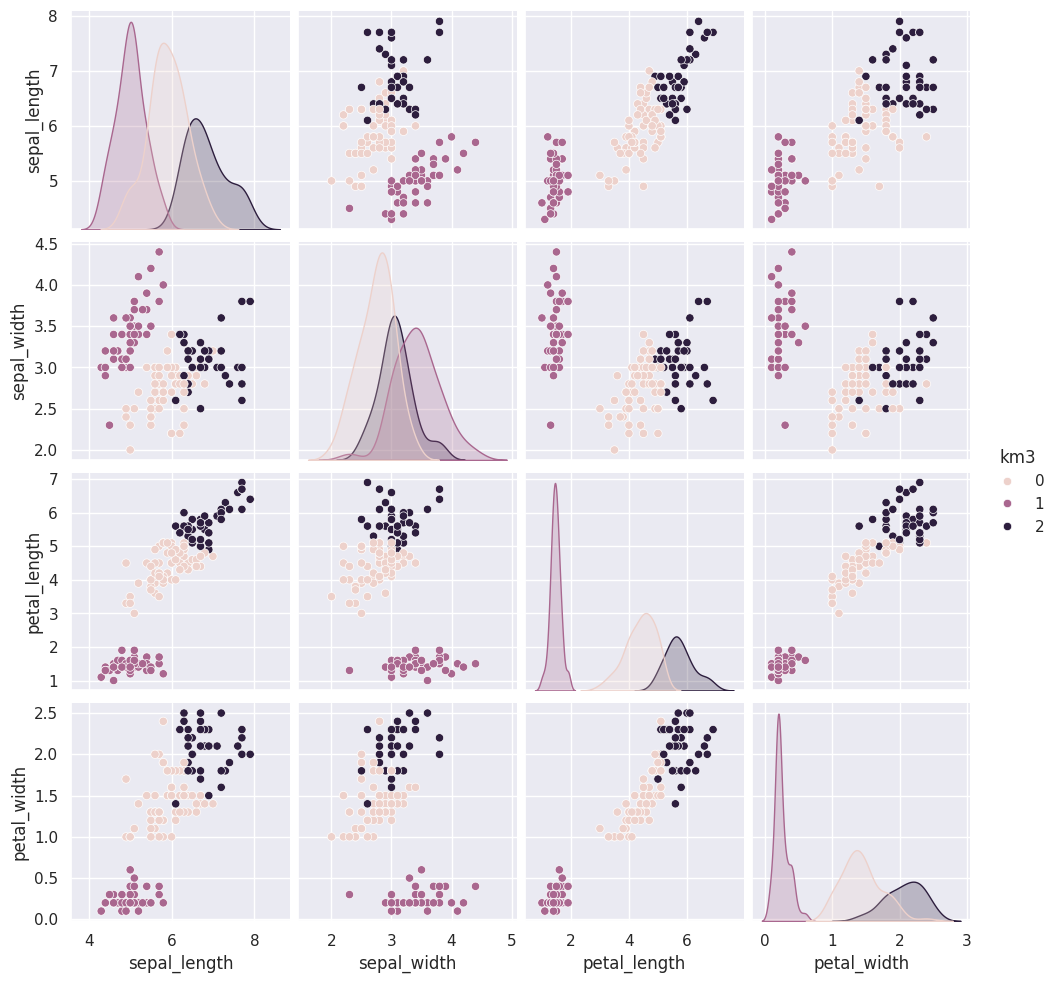 8
7
6
5
sepal_length
4.5
4.0
3.5
3.0
2.5
2.0
sepal_width
km3
0
1
2
7
6
5
4
3
2
1
petal_length
2.5
2.0
1.5
1.0
0.5
0.0
petal_width
4 6 8
2 3 4 5
2 4 6
0 1 2 3
sepal_length sepal_width petal_length petal_width